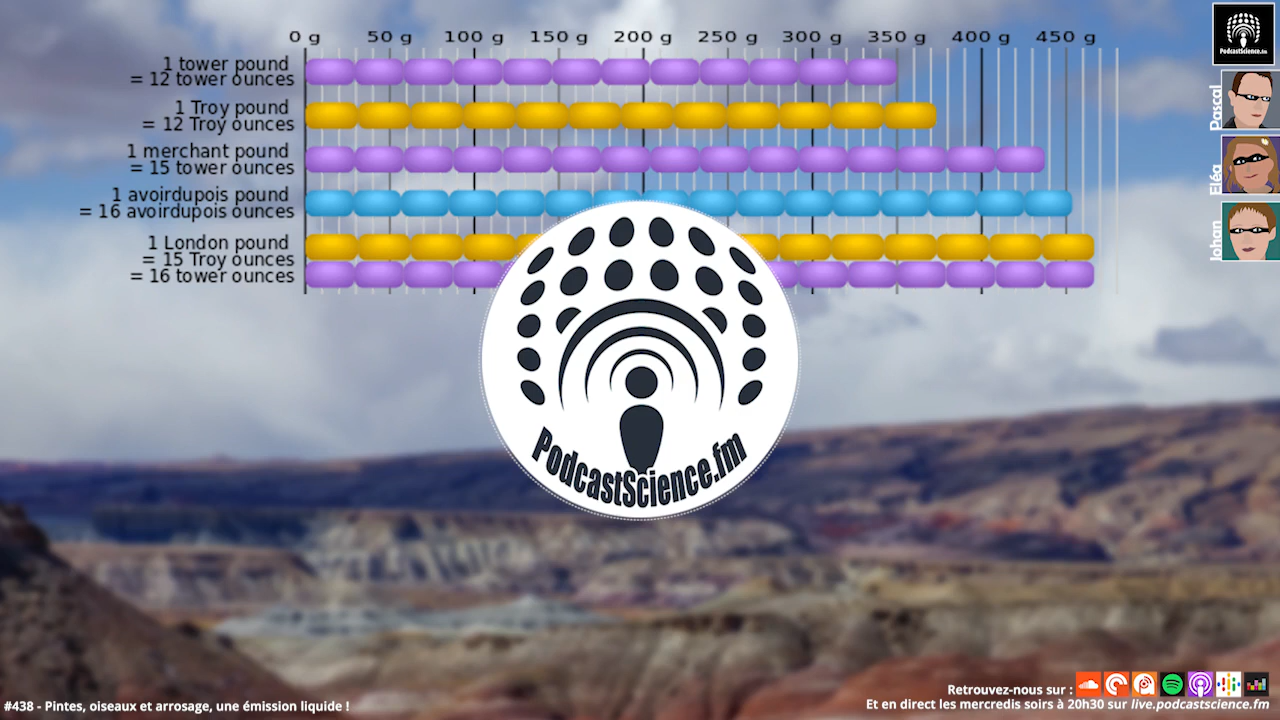 0 g 50 g 100 g 150 g 200 g 250 g 300 g 350 g 400 g 450 g
1 tower pound
= 12 tower ounces
1 Troy pound
= 12 Troy ounces
1 merchant pound
= 15 tower ounces
1 avoirdupois pound
= 16 avoirdupois ounces
1 London pound
= 15 Troy ounces
= 16 tower ounces
PodcastScience.fm
PodcastScience.fm
Pascal
Eléa
Johan
#438 - Pintes, oiseaux et arrosage, une émission liquide !
Retrouvez-nous sur :
Et en direct les mercredis soirs à 20h30 sur live.podcastscience.fm